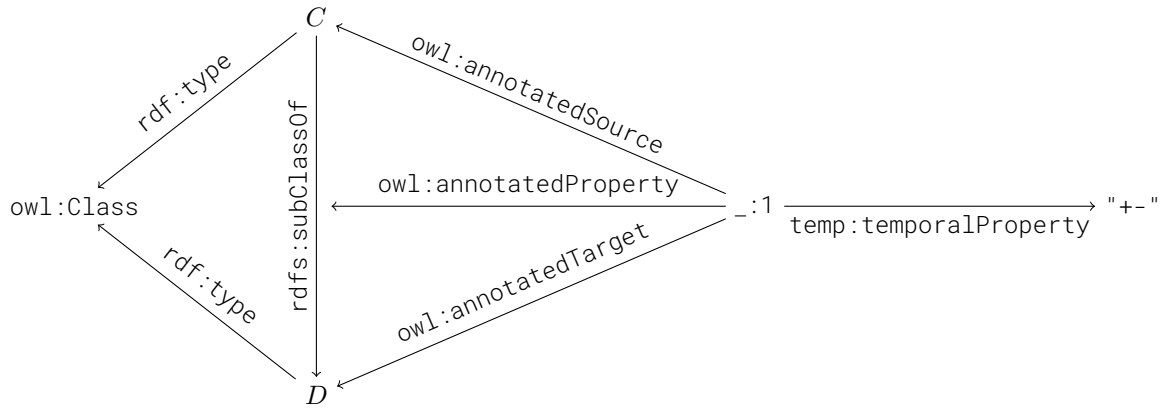 C
owl:annotatedSource
rdf:type
rdfs:subClassOf
owl:annotatedProperty
owl:Class
_:1
temp:temporalProperty
"+-"
rdf:type
owl:annotatedTarget
D